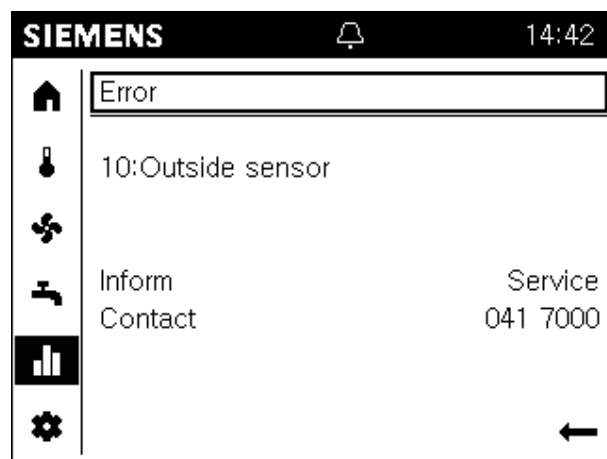 SIEMENS 14:42
Error
10:Outside sensor
Inform Service
Contact 041 7000